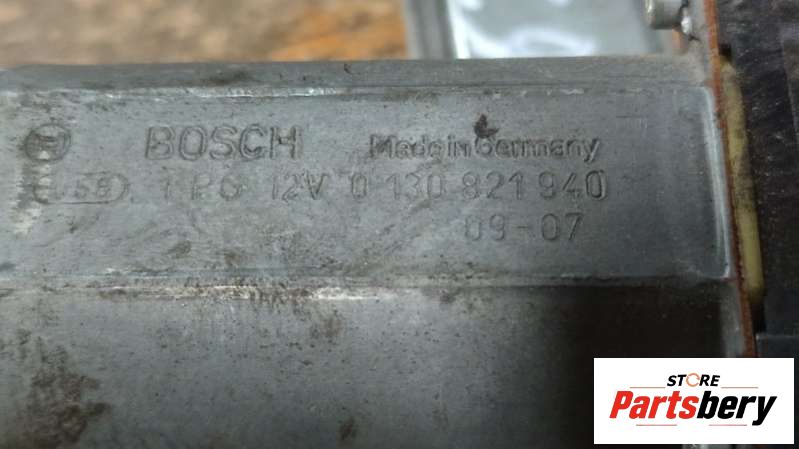 BOSCH Made in Germany
1 PG 12V 0 130 821 940
09-07
STORE
Partsbery